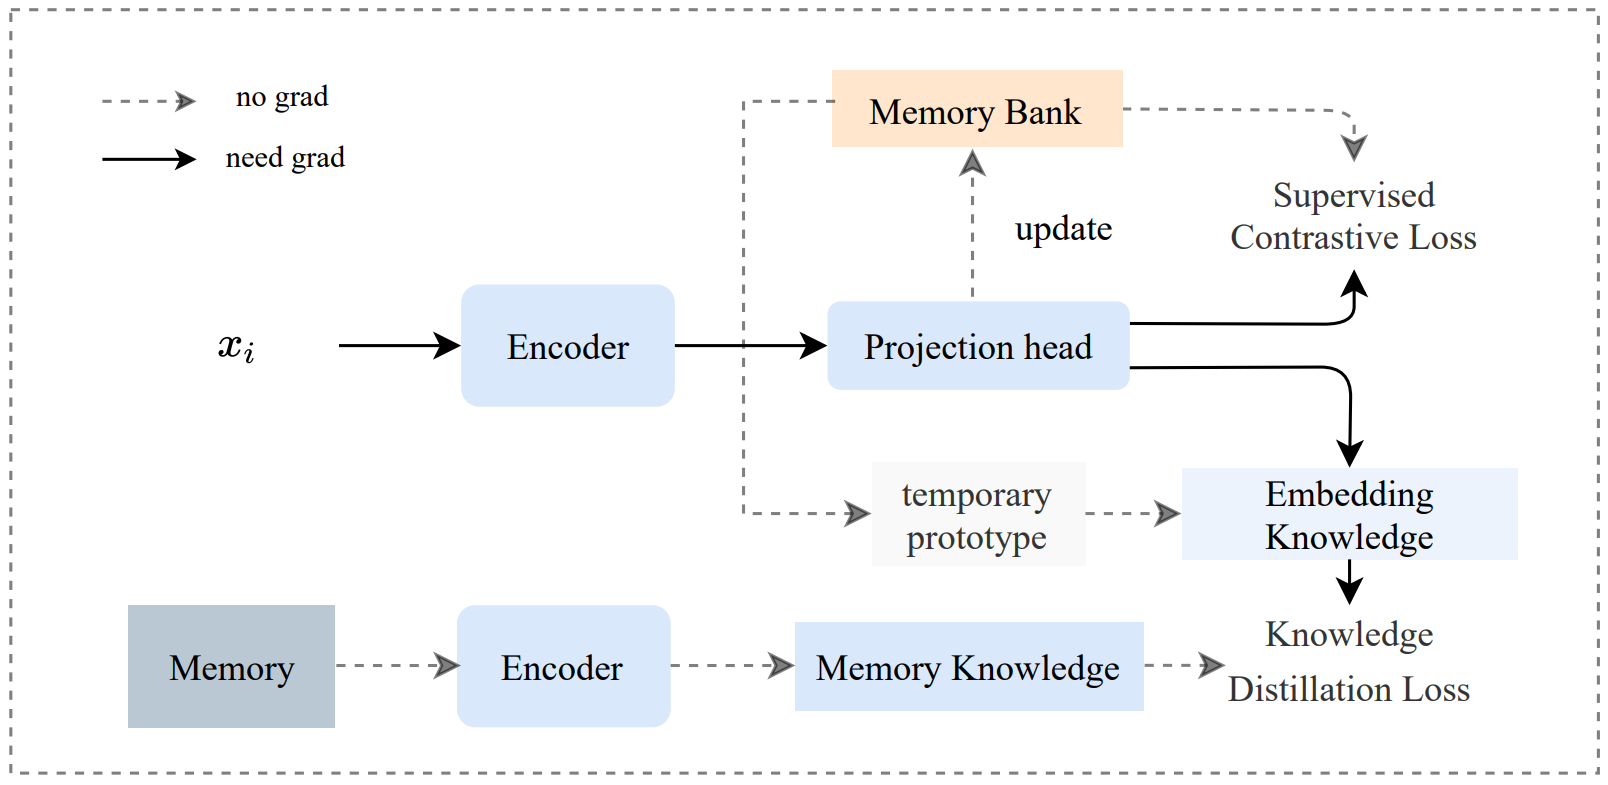 no grad
need grad
Memory Bank
update
Supervised
Contrastive Loss
x_i
Encoder
Projection head
temporary
prototype
Embedding
Knowledge
Memory
Encoder
Memory Knowledge
Knowledge
Distillation Loss